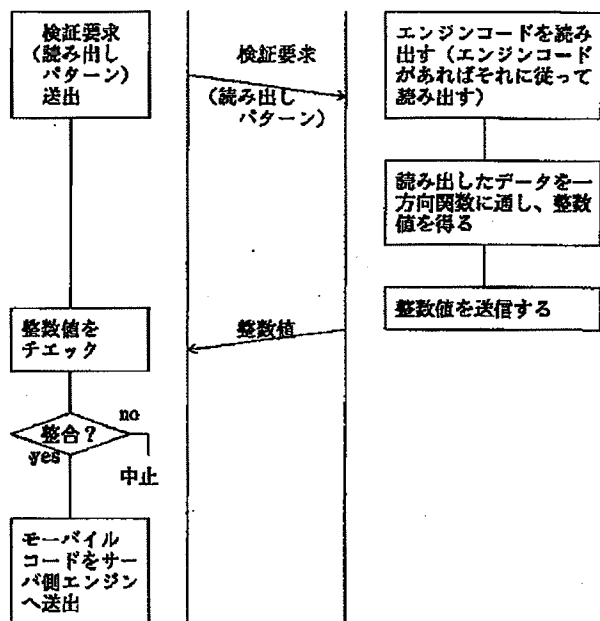 検証要求
(読み出し
パターン)
送出
検証要求
(読み出し
パターン)
エンジンコードを読み
出す(エンジンコード
があればそれに従って
読み出す)
読み出したデータを一
方向関数に通し、整数
値を得る
整数値を送信する
整数値
整数値を
チエック
整合?
no
yes
中止
モーバイル
コードをサー
バ側エンジン
へ送出